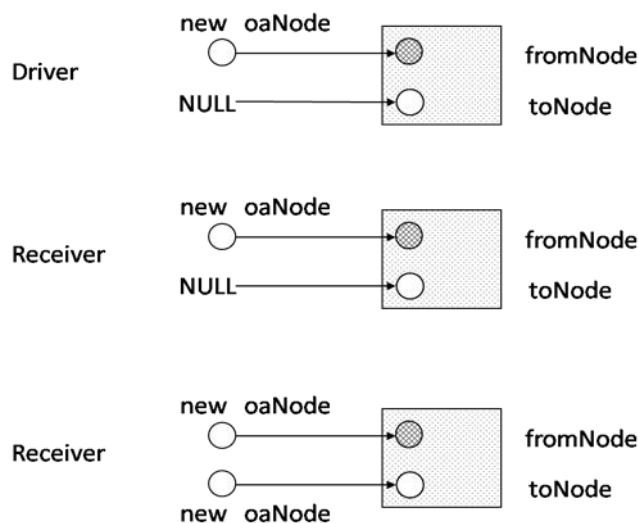 new oaNode
fromNode
Driver
NULL
toNode
new oaNode
fromNode
Receiver
NULL
toNode
new oaNode
fromNode
Receiver
toNode
new oaNode